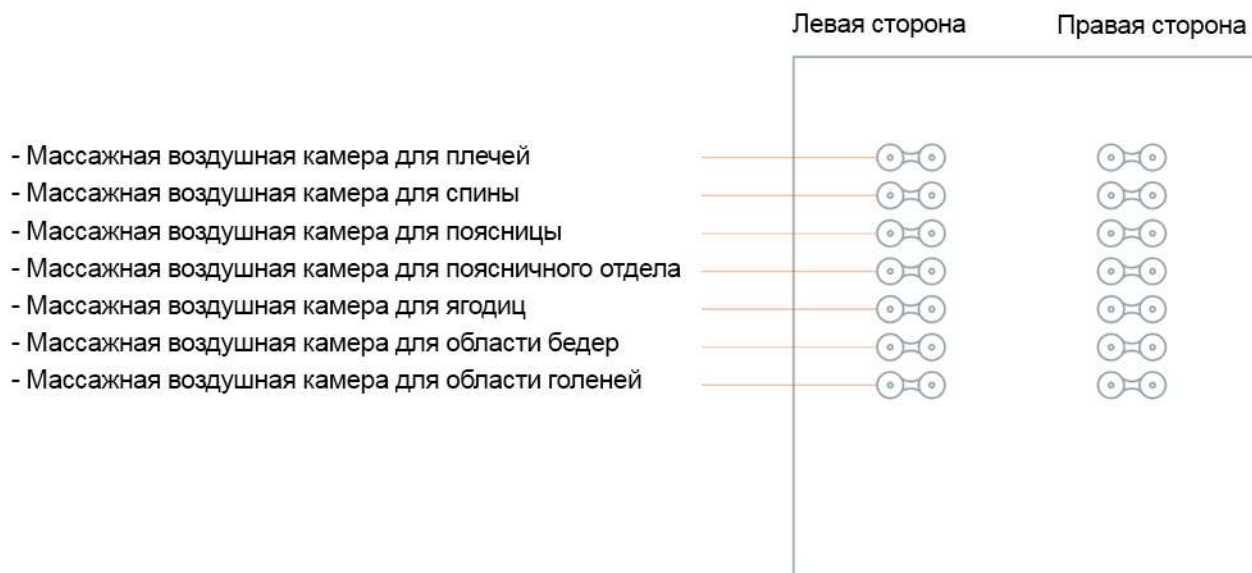 Левая сторона Правая сторона
- Массажная воздушная камера для плечей
- Массажная воздушная камера для спины
- Массажная воздушная камера для поясницы
- Массажная воздушная камера для поясничного отдела
- Массажная воздушная камера для ягодиц
- Массажная воздушная камера для области бедер
- Массажная воздушная камера для области голеней